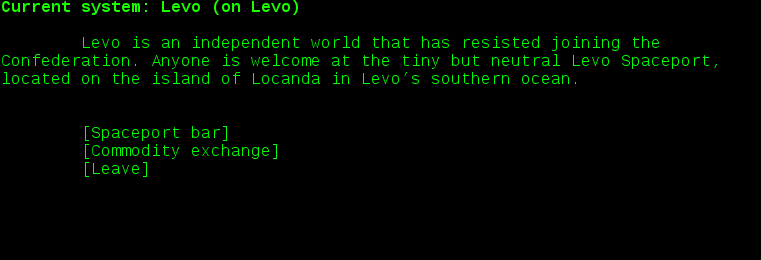 Current system: Levo (on Levo)
Levo is an independent world that has resisted joining the
Confederation. Anyone is welcome at the tiny but neutral Levo Spaceport,
located on the island of Locanda in Levo's southern ocean.
[Spaceport bar]
[Commodity exchange]
[Leave]